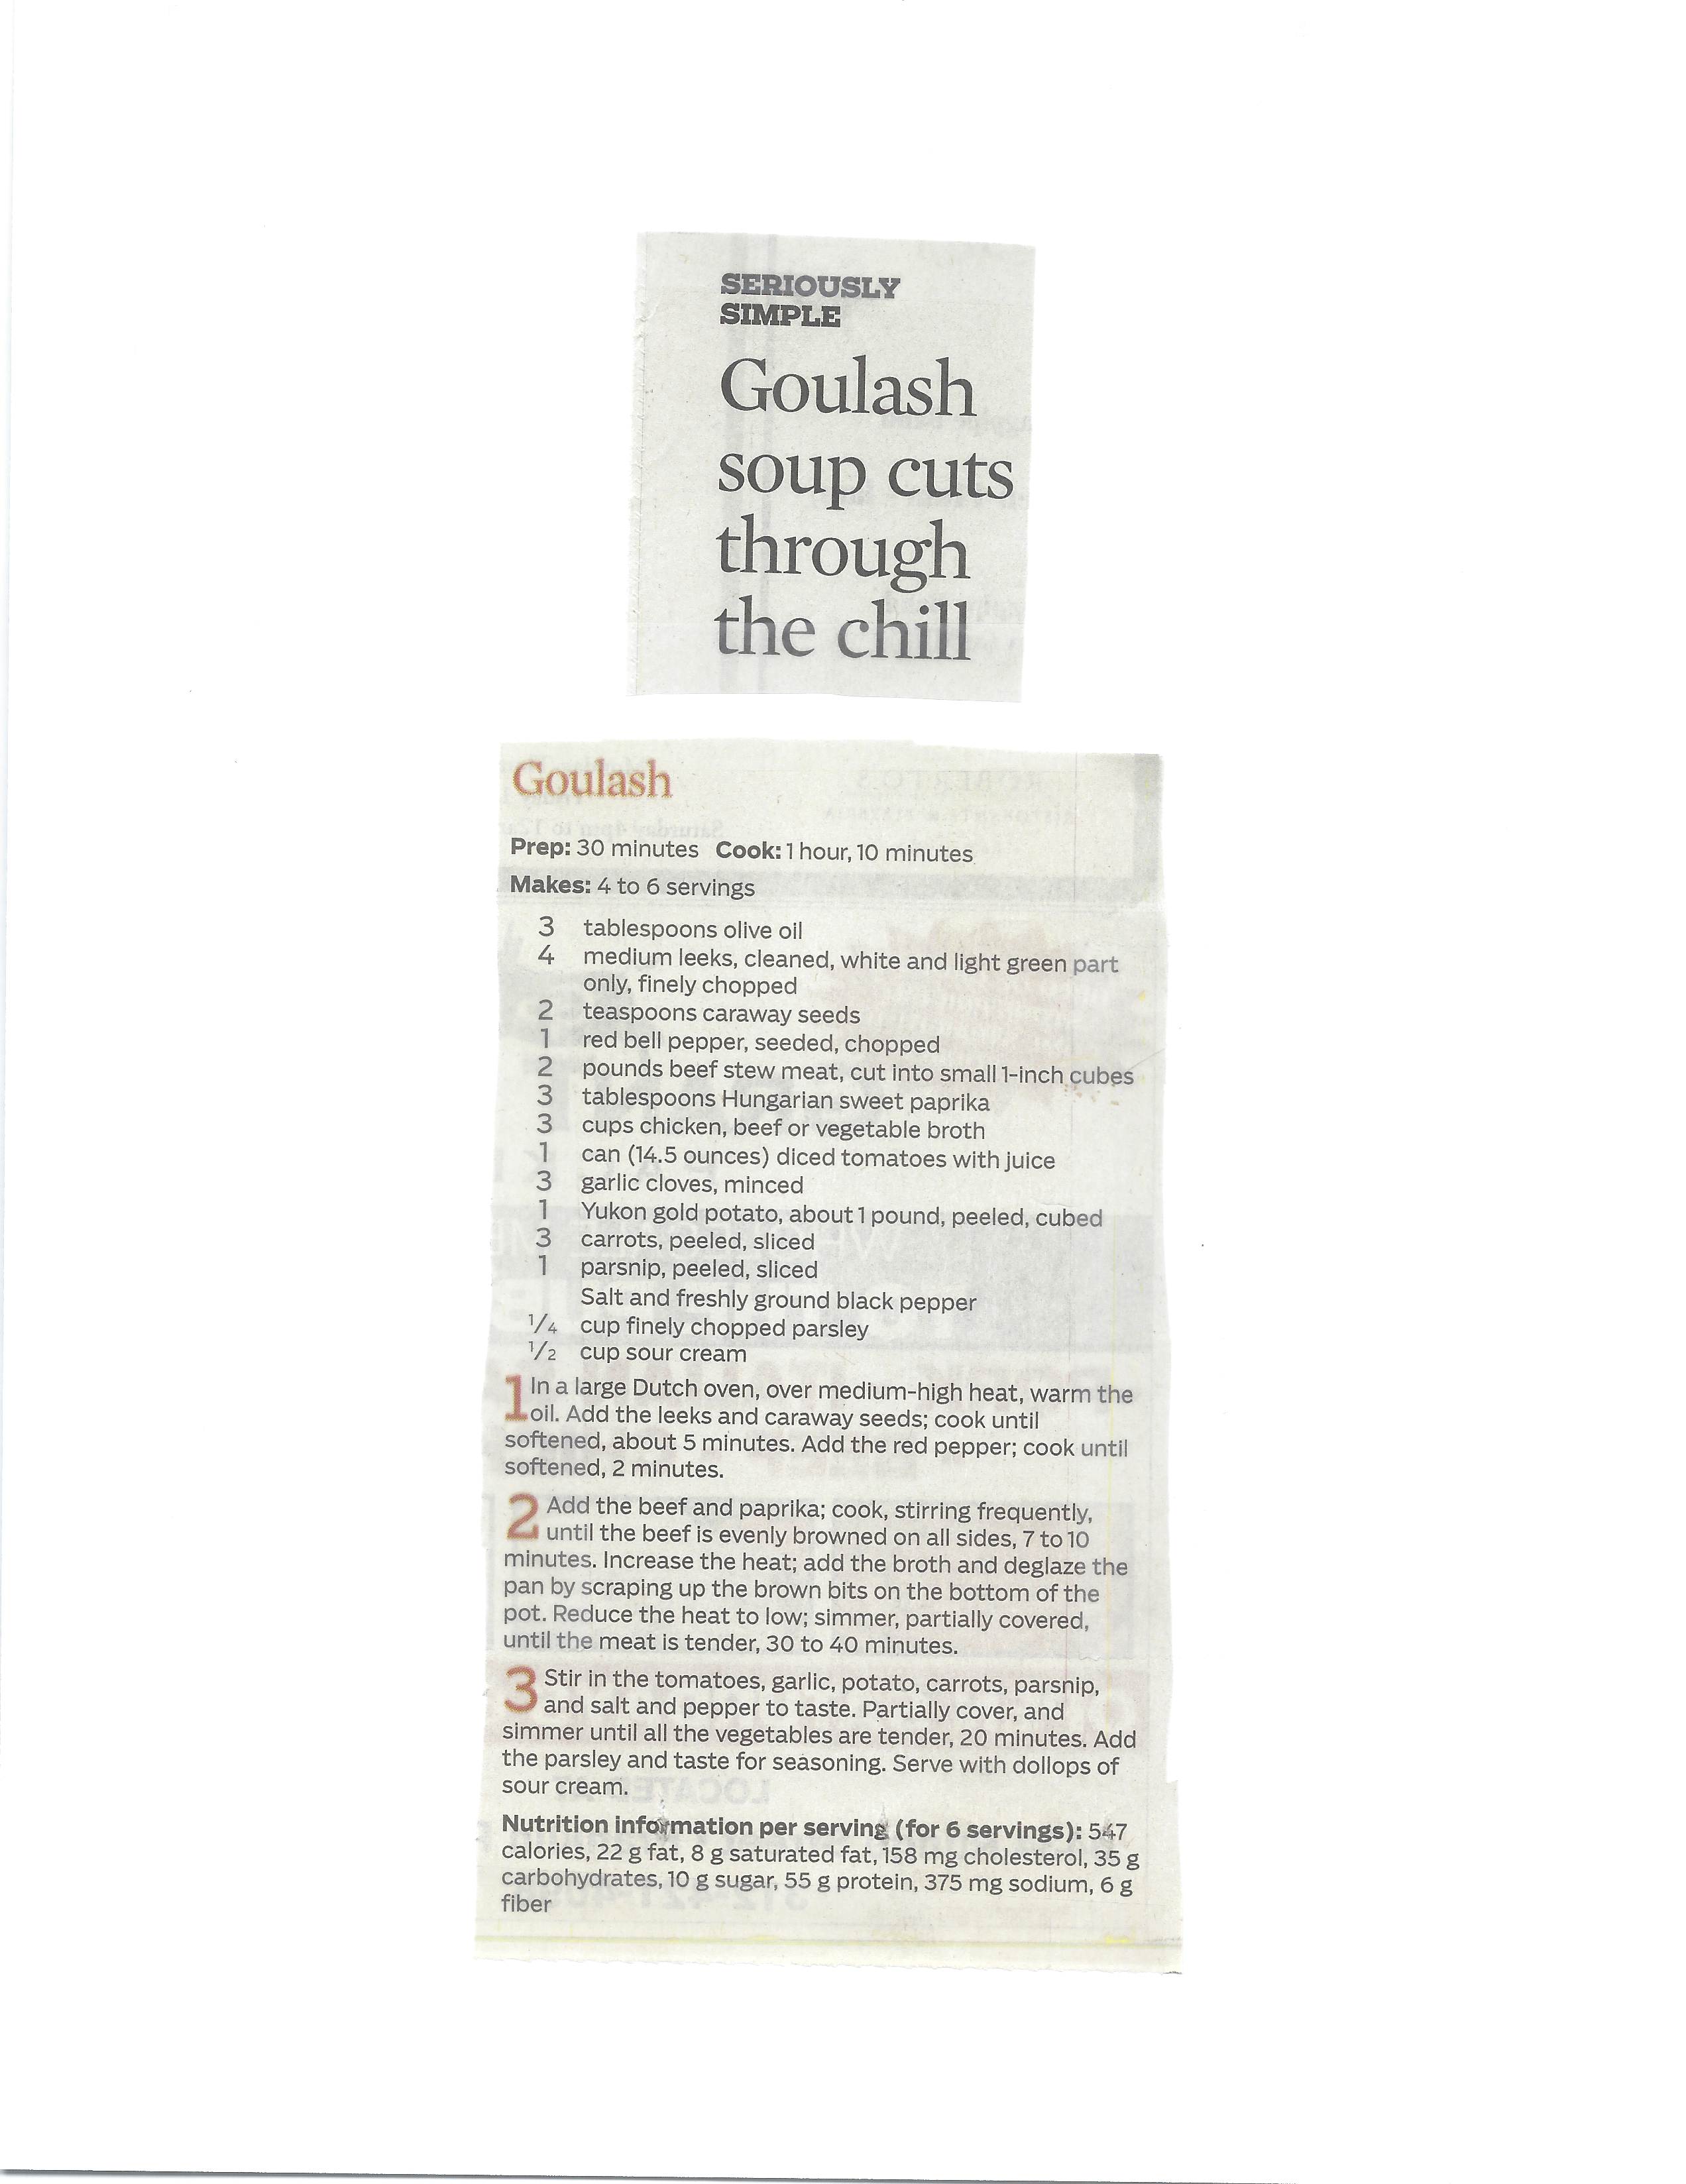 SERIOUSLY
SIMPLE
Goulash
soup cuts
through
the chill
Goulash
Prep: 30 minutes Cook: 1 hour, 10 minutes
Makes: 4 to 6 servings
3 tablespoons olive oil
4 medium leeks, cleaned, white and light green part
only, finely chopped
2 teaspoons caraway seeds
1 red bell pepper, seeded, chopped
2 pounds beef stew meat, cut into small 1-inch cubes
3 tablespoons Hungarian sweet paprika
3 cups chicken, beef or vegetable broth
1 can (14.5 ounces) diced tomatoes with juice
3 garlic cloves, minced
1 Yukon gold potato, about 1 pound, peeled, cubed
3 carrots, peeled, sliced
1 parsnip, peeled, sliced
Salt and freshly ground black pepper
1/4 cup finely chopped parsley
1/2 cup sour cream
1 In a large Dutch oven, over medium-high heat, warm the
oil. Add the leeks and caraway seeds; cook until
softened, about 5 minutes. Add the red pepper; cook until
softened, 2 minutes.
2 Add the beef and paprika; cook, stirring frequently,
until the beef is evenly browned on all sides, 7 to 10
minutes. Increase the heat; add the broth and deglaze the
pan by scraping up the brown bits on the bottom of the
pot. Reduce the heat to low; simmer, partially covered,
until the meat is tender, 30 to 40 minutes.
3 Stir in the tomatoes, garlic, potato, carrots, parsnip,
and salt and pepper to taste. Partially cover, and
simmer until all the vegetables are tender, 20 minutes. Add
the parsley and taste for seasoning. Serve with dollops of
sour cream.
Nutrition information per serving (for 6 servings): 547
calories, 22 g fat, 8 g saturated fat, 158 mg cholesterol, 35 g
carbohydrates, 10 g sugar, 55 g protein, 375 mg sodium, 6 g
fiber